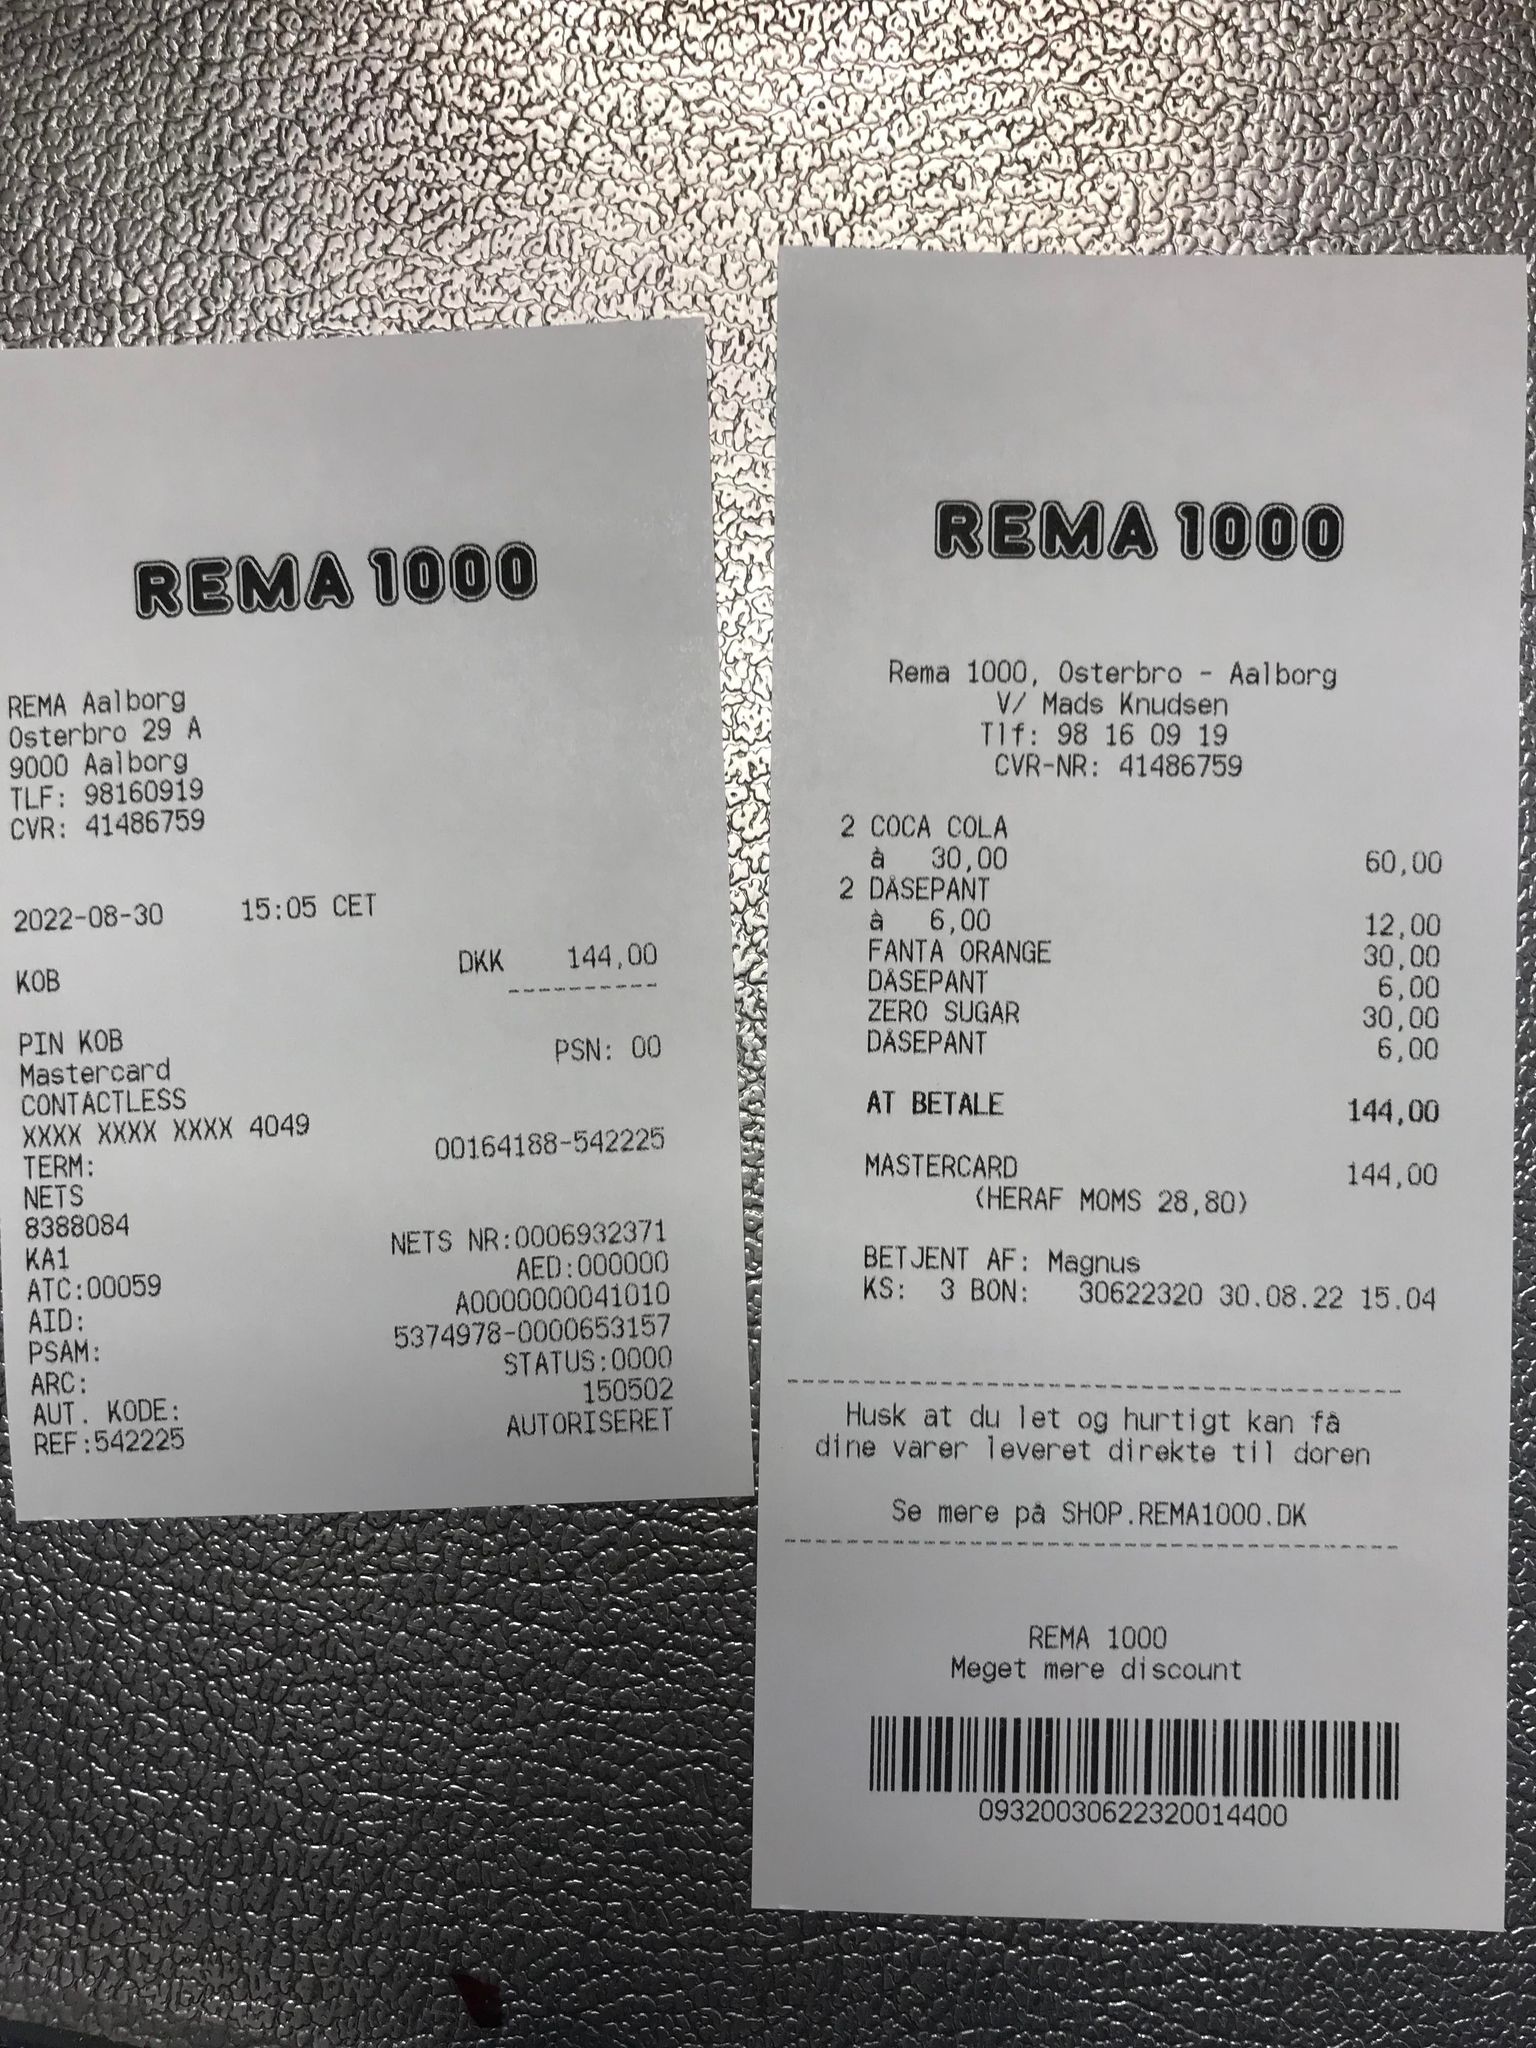 REMA 1000
REMA Aalborg
Osterbro 29 A
9000 Aalborg
TLF: 98160919
CVR: 41486759
2022-08-30 15:05 CET
KOB DKK 144,00
----------
PIN KOB
Mastercard PSN: 00
CONTACTLESS
XXXX XXXX XXXX 4049
TERM: 00164188-542225
NETS
8388084
KA1 NETS NR:0006932371
ATC:00059 AED:000000
AID: A0000000041010
PSAM: 5374978-0000653157
ARC: STATUS:0000
AUT. KODE: 150502
REF:542225 AUTORISERET
REMA 1000
Rema 1000, Osterbro - Aalborg
V/ Mads Knudsen
Tlf: 98 16 09 19
CVR-NR: 41486759
2 COCA COLA
à 30,00 60,00
2 DÅSEPANT
à 6,00 12,00
FANTA ORANGE 30,00
DÅSEPANT 6,00
ZERO SUGAR 30,00
DÅSEPANT 6,00
AT BETALE 144,00
MASTERCARD 144,00
(HERAF MOMS 28,80)
BETJENT AF: Magnus
KS: 3 BON: 30622320 30.08.22 15.04
Husk at du let og hurtigt kan få
dine varer leveret direkte til doren
Se mere på SHOP.REMA1000.DK
REMA 1000
Meget mere discount
09320030622320014400